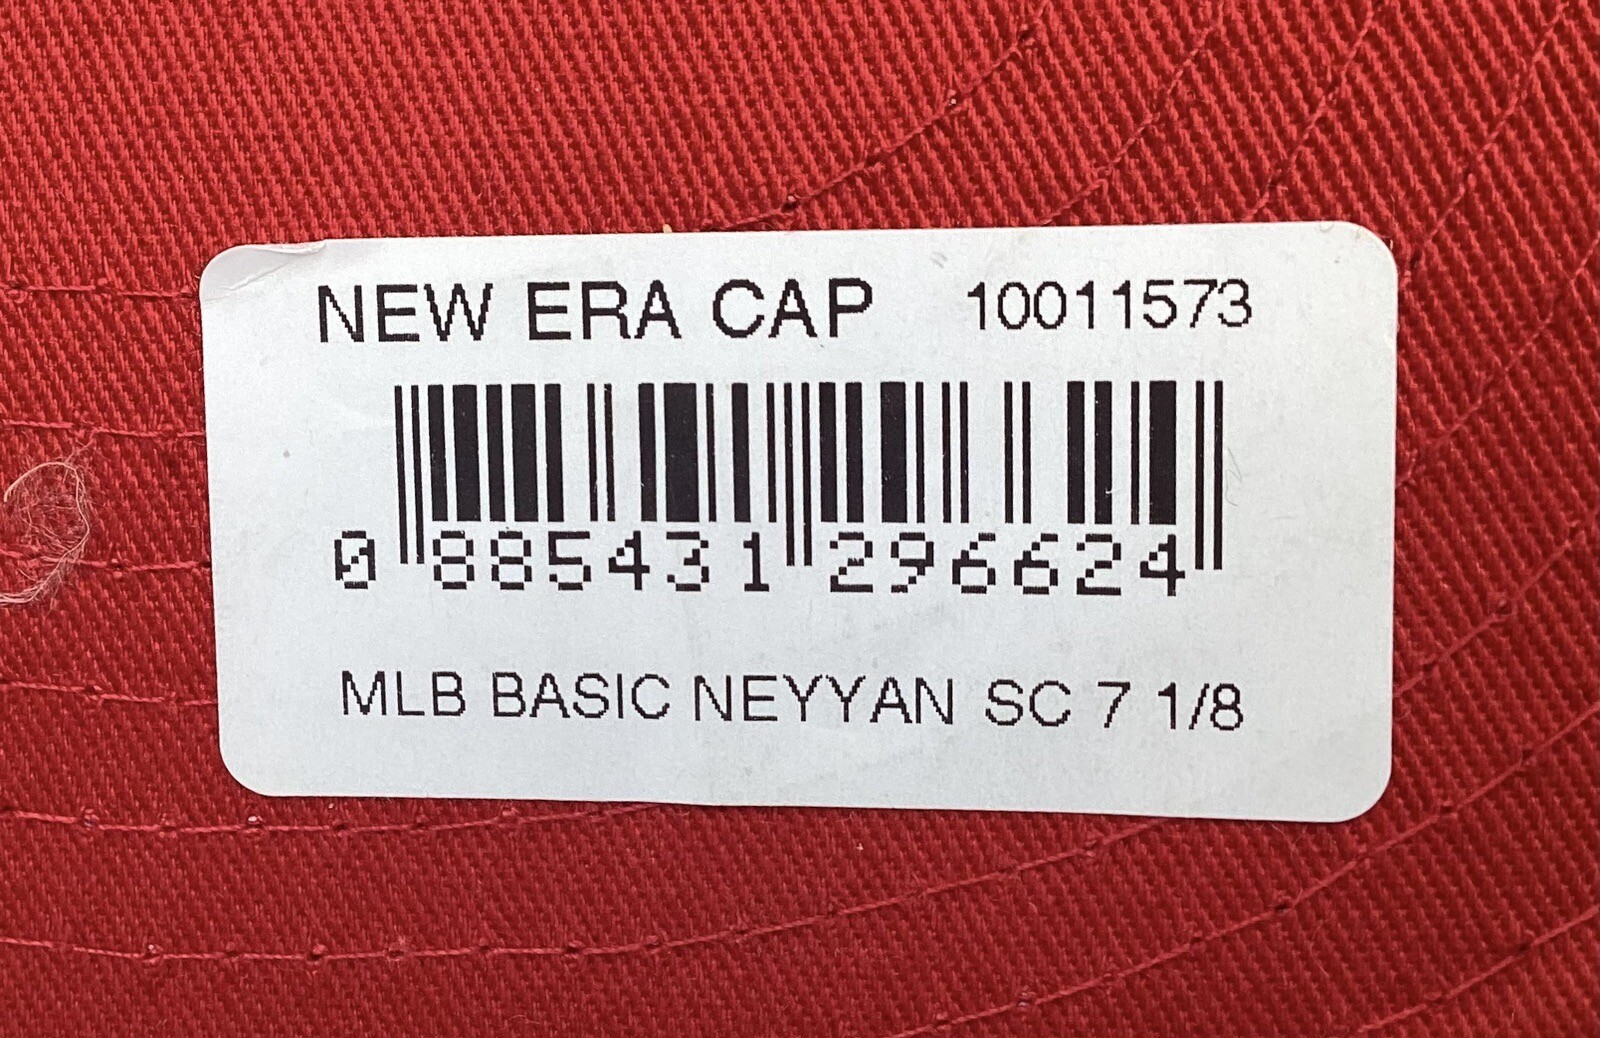 NEW ERA CAP 10011573
0 885431 296624
MLB BASIC NEYYAN SC 7 1/8